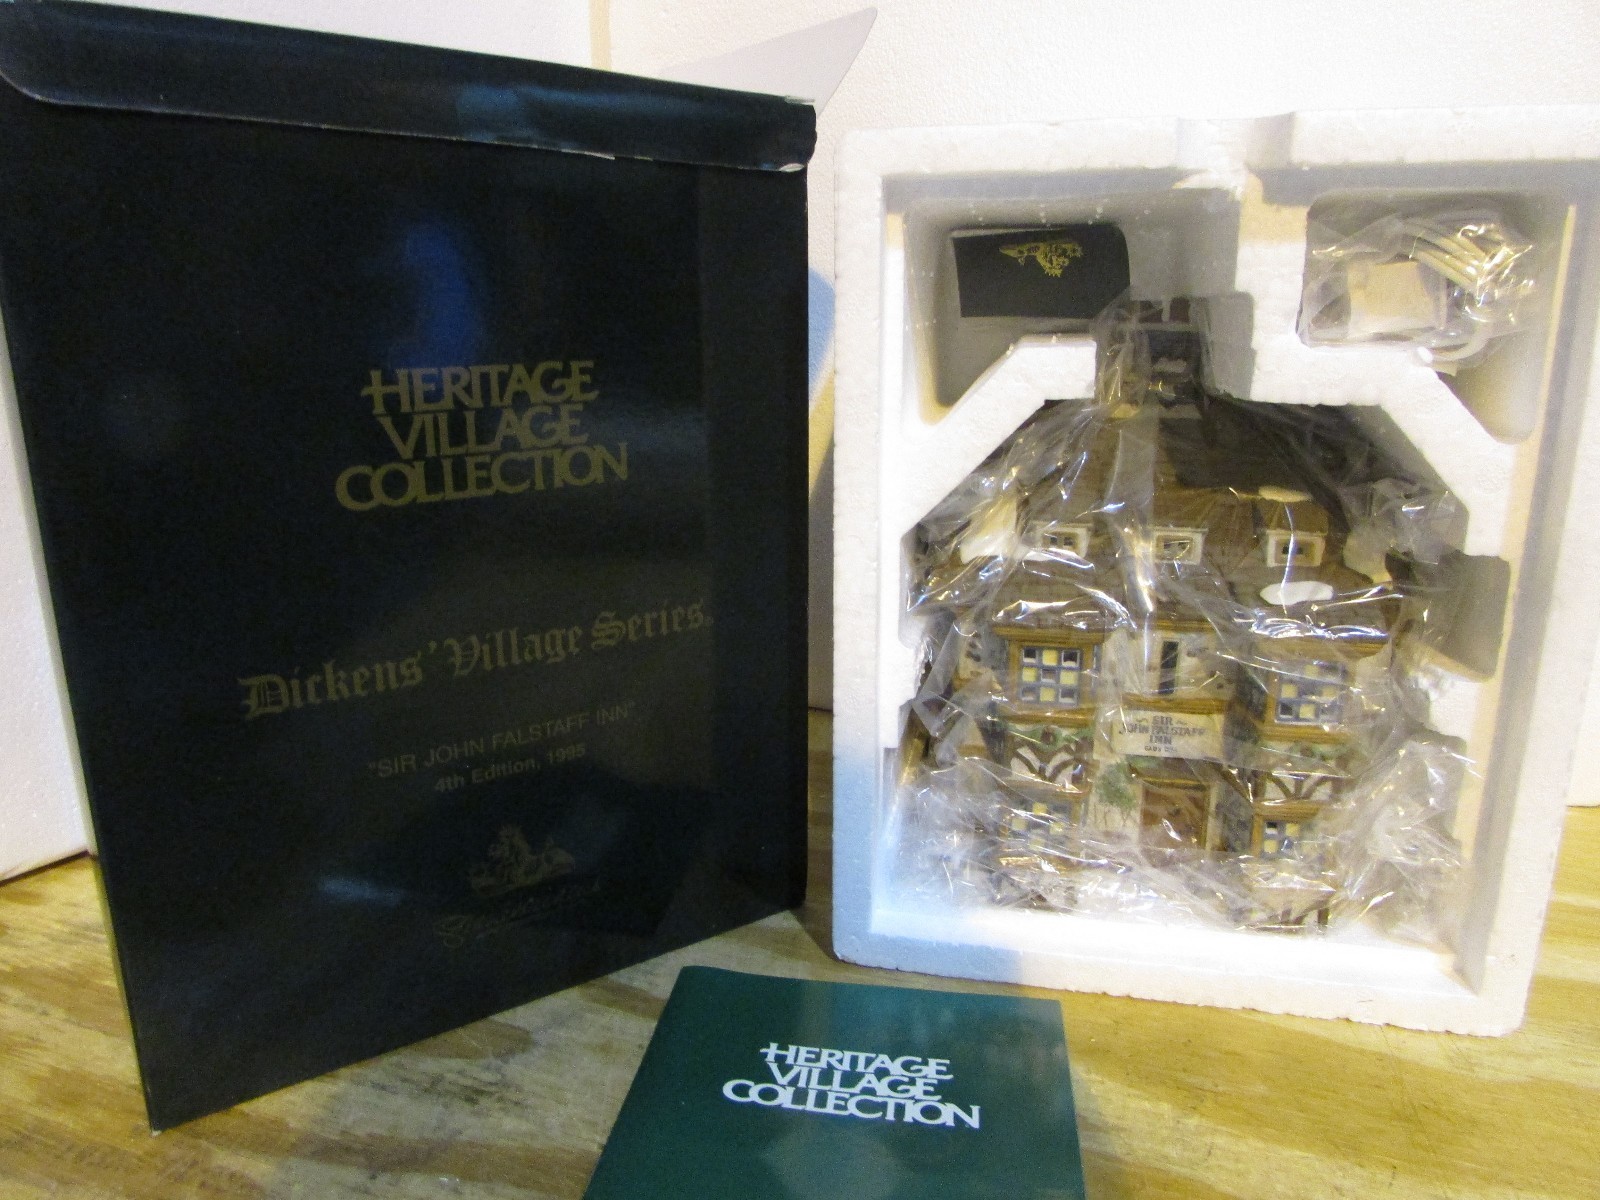 HERITAGE
VILLAGE
COLLECTION
Dickens' Village Series®
"SIR JOHN FALSTAFF INN"
4th Edition, 1995
SIR
JOHN FALSTAFF
INN
HERITAGE
VILLAGE
COLLECTION